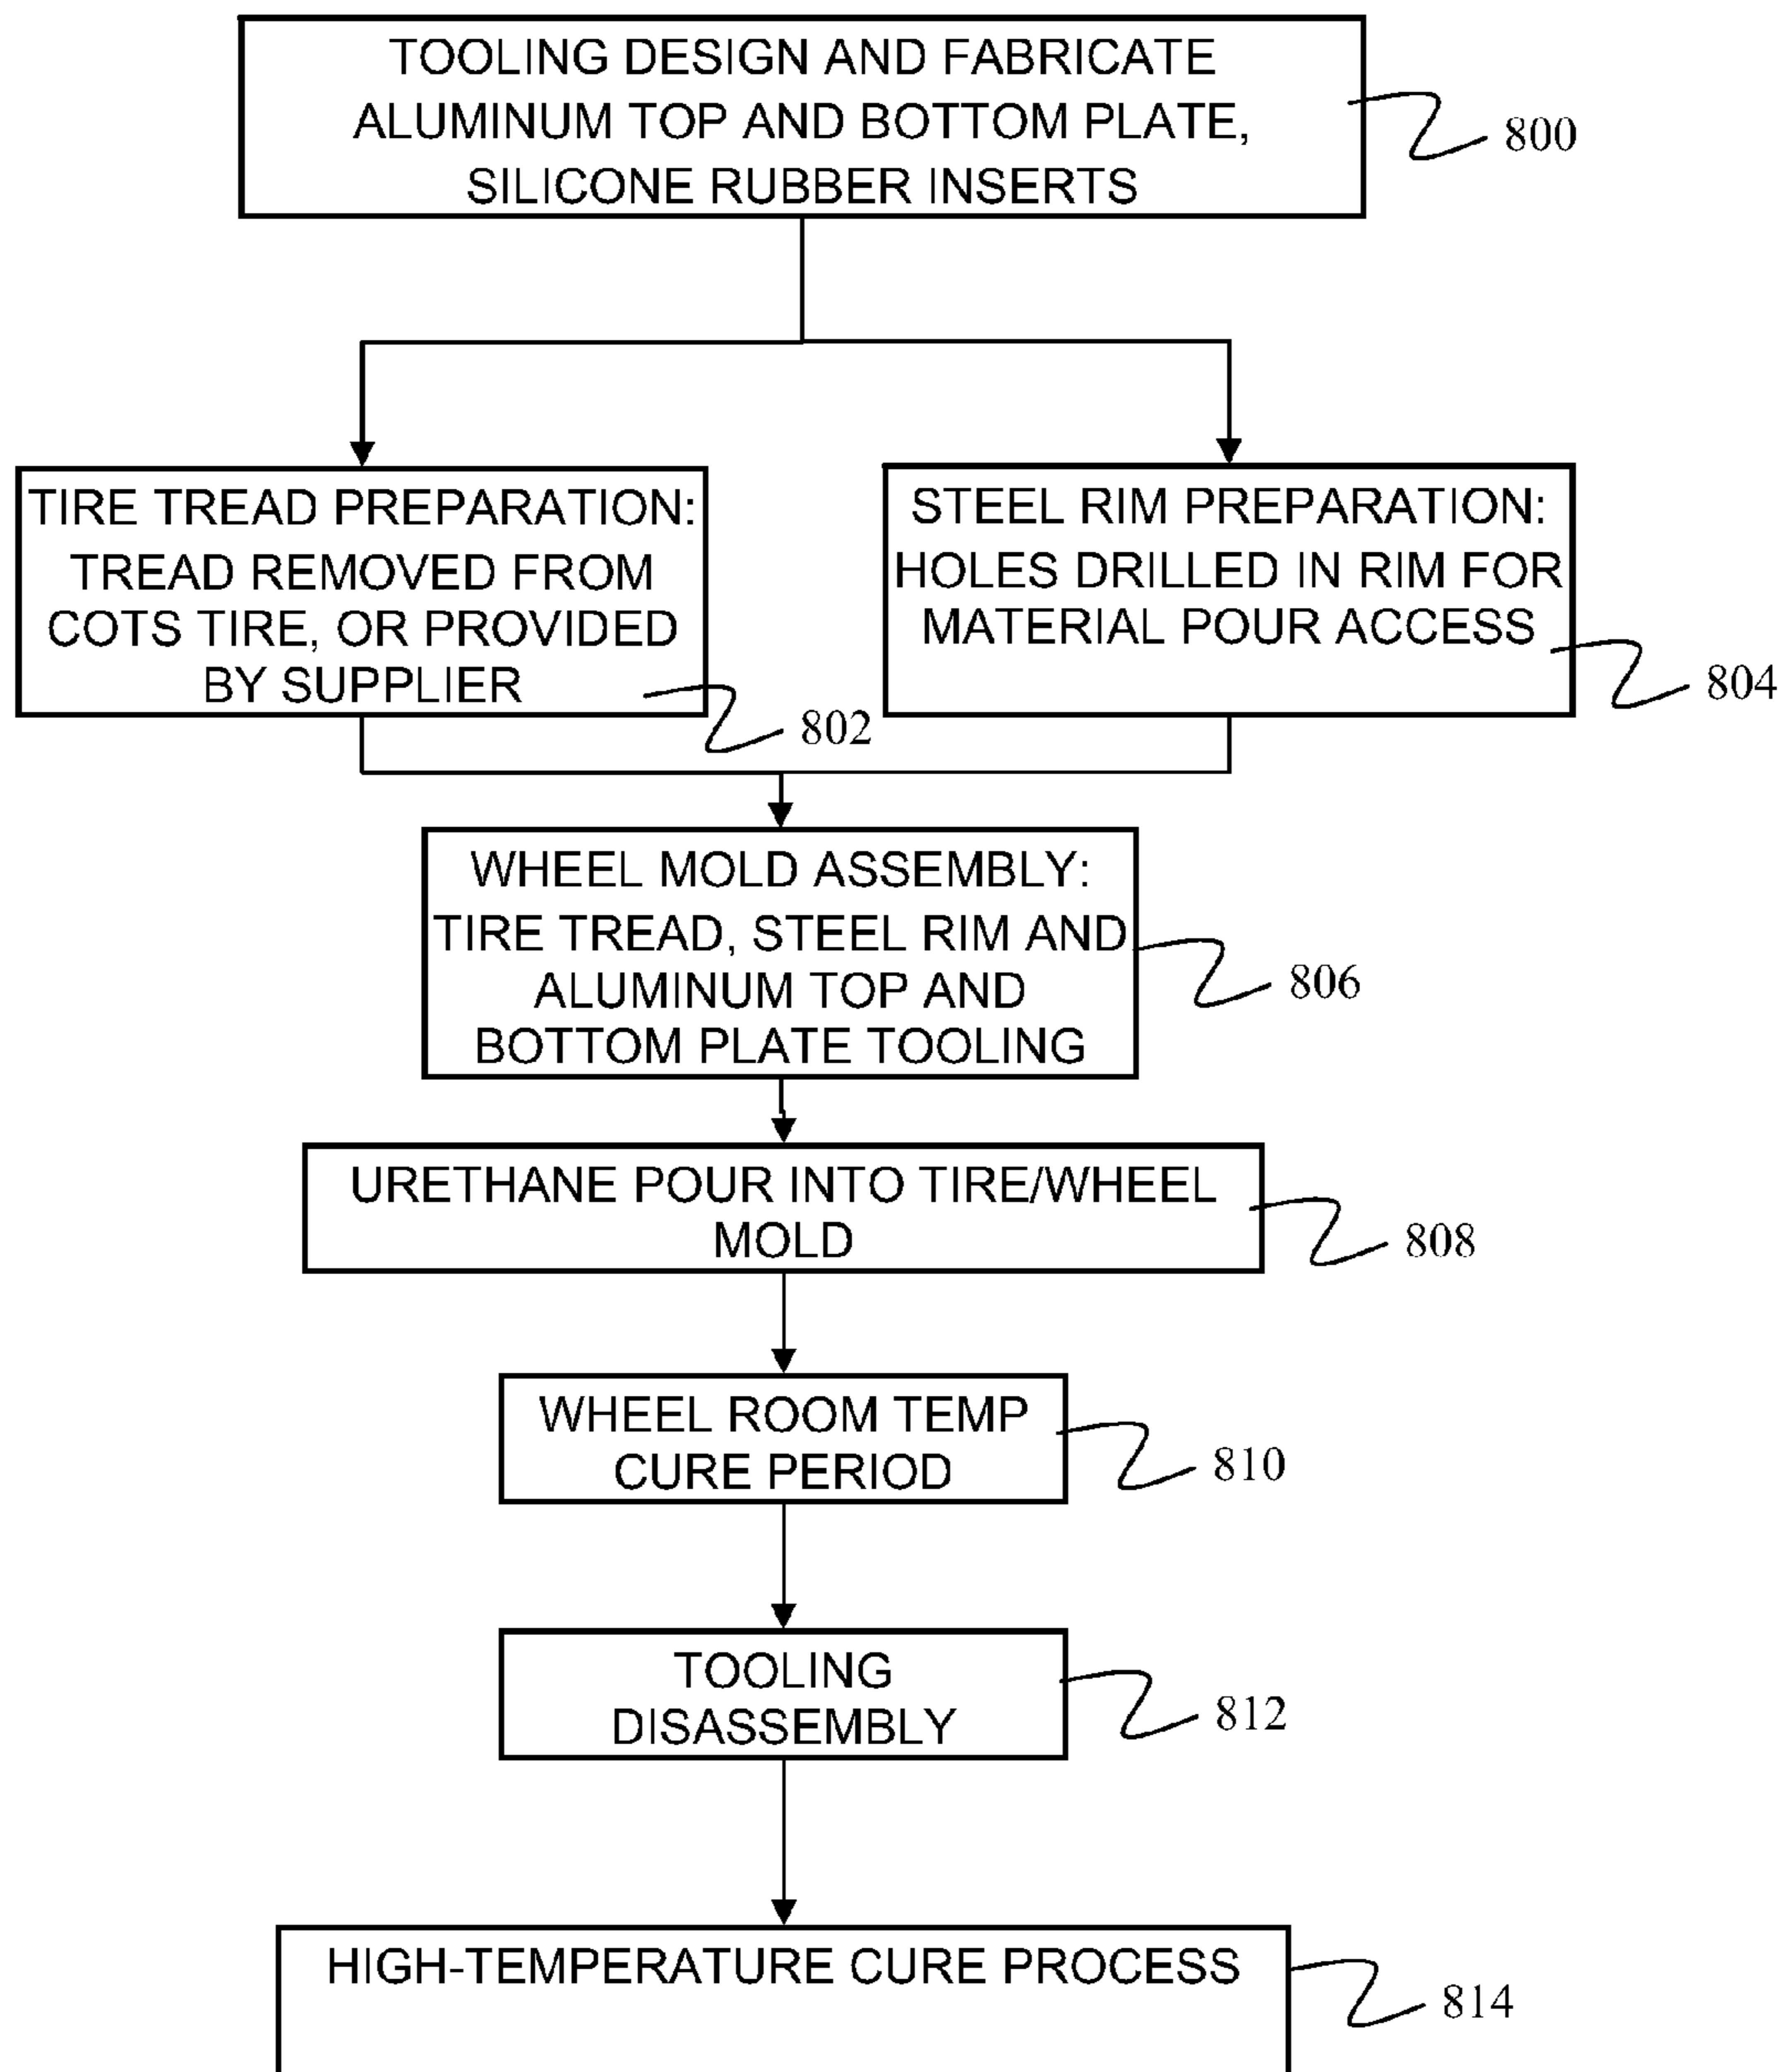 TOOLING DESIGN AND FABRICATE
ALUMINUM TOP AND BOTTOM PLATE,
SILICONE RUBBER INSERTS
800
TIRE TREAD PREPARATION:
TREAD REMOVED FROM
COTS TIRE, OR PROVIDED
BY SUPPLIER
802
STEEL RIM PREPARATION:
HOLES DRILLED IN RIM FOR
MATERIAL POUR ACCESS
804
WHEEL MOLD ASSEMBLY:
TIRE TREAD, STEEL RIM AND
ALUMINUM TOP AND
BOTTOM PLATE TOOLING
806
URETHANE POUR INTO TIRE/WHEEL
MOLD
808
WHEEL ROOM TEMP
CURE PERIOD
810
TOOLING
DISASSEMBLY
812
HIGH-TEMPERATURE CURE PROCESS
814